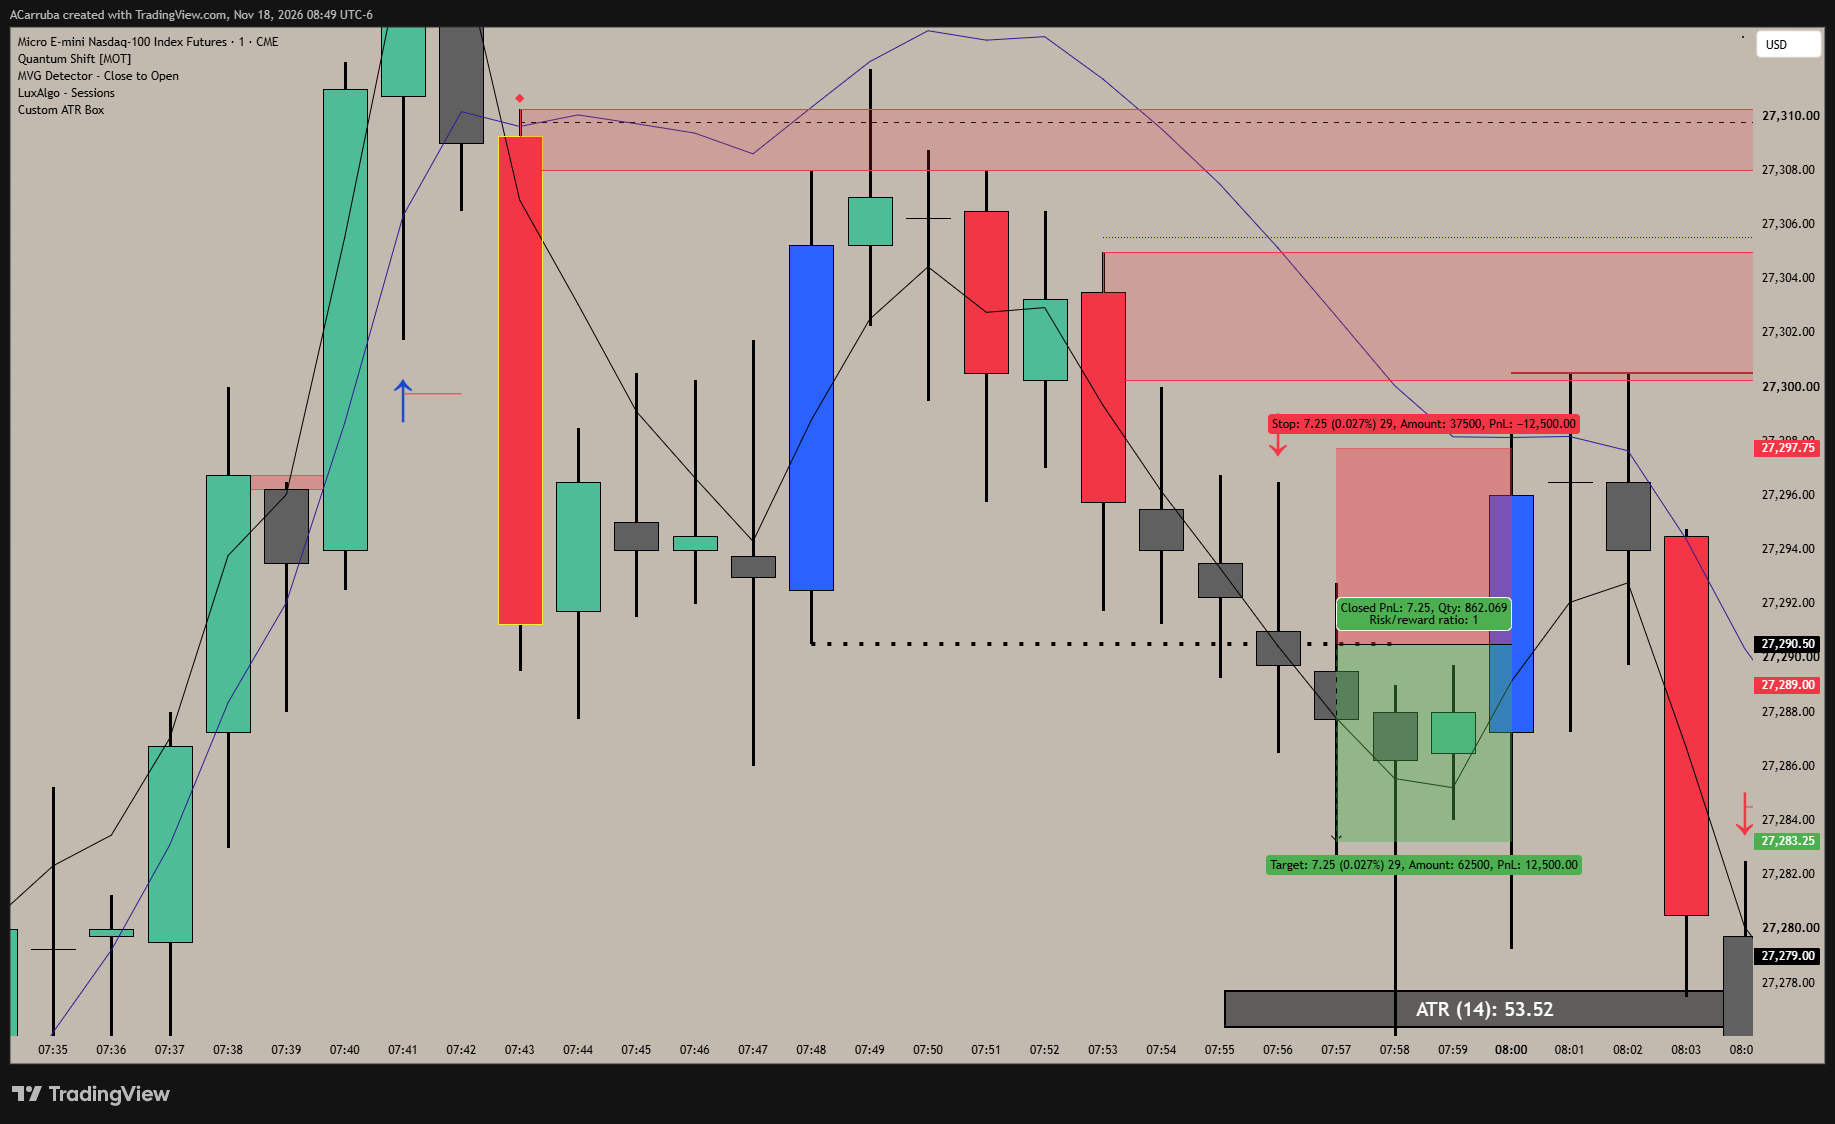 ACarruba created with TradingView.com, Nov 18, 2026 08:49 UTC-6
Micro E-mini Nasdaq-100 Index Futures · 1 · CME
Quantum Shift [MOT]
MVG Detector - Close to Open
LuxAlgo - Sessions
Custom ATR Box
USD
27,310.00
27,308.00
27,306.00
27,304.00
27,302.00
27,300.00
Stop: 7.25 (0.027%) 29, Amount: 37500, PnL: −12,500.00
27,298.00
27,297.75
27,296.00
27,294.00
27,292.00
Closed PnL: 7.25, Qty: 862.069
Risk/reward ratio: 1
27,290.50
27,290.00
27,289.00
27,288.00
27,286.00
27,284.00
27,283.25
Target: 7.25 (0.027%) 29, Amount: 62500, PnL: 12,500.00
27,282.00
27,280.00
27,279.00
27,278.00
ATR (14): 53.52
07:35 07:36 07:37 07:38 07:39 07:40 07:41 07:42 07:43 07:44 07:45 07:46 07:47 07:48 07:49 07:50 07:51 07:52 07:53 07:54 07:55 07:56 07:57 07:58 07:59 08:00 08:01 08:02 08:03 08:0
TradingView